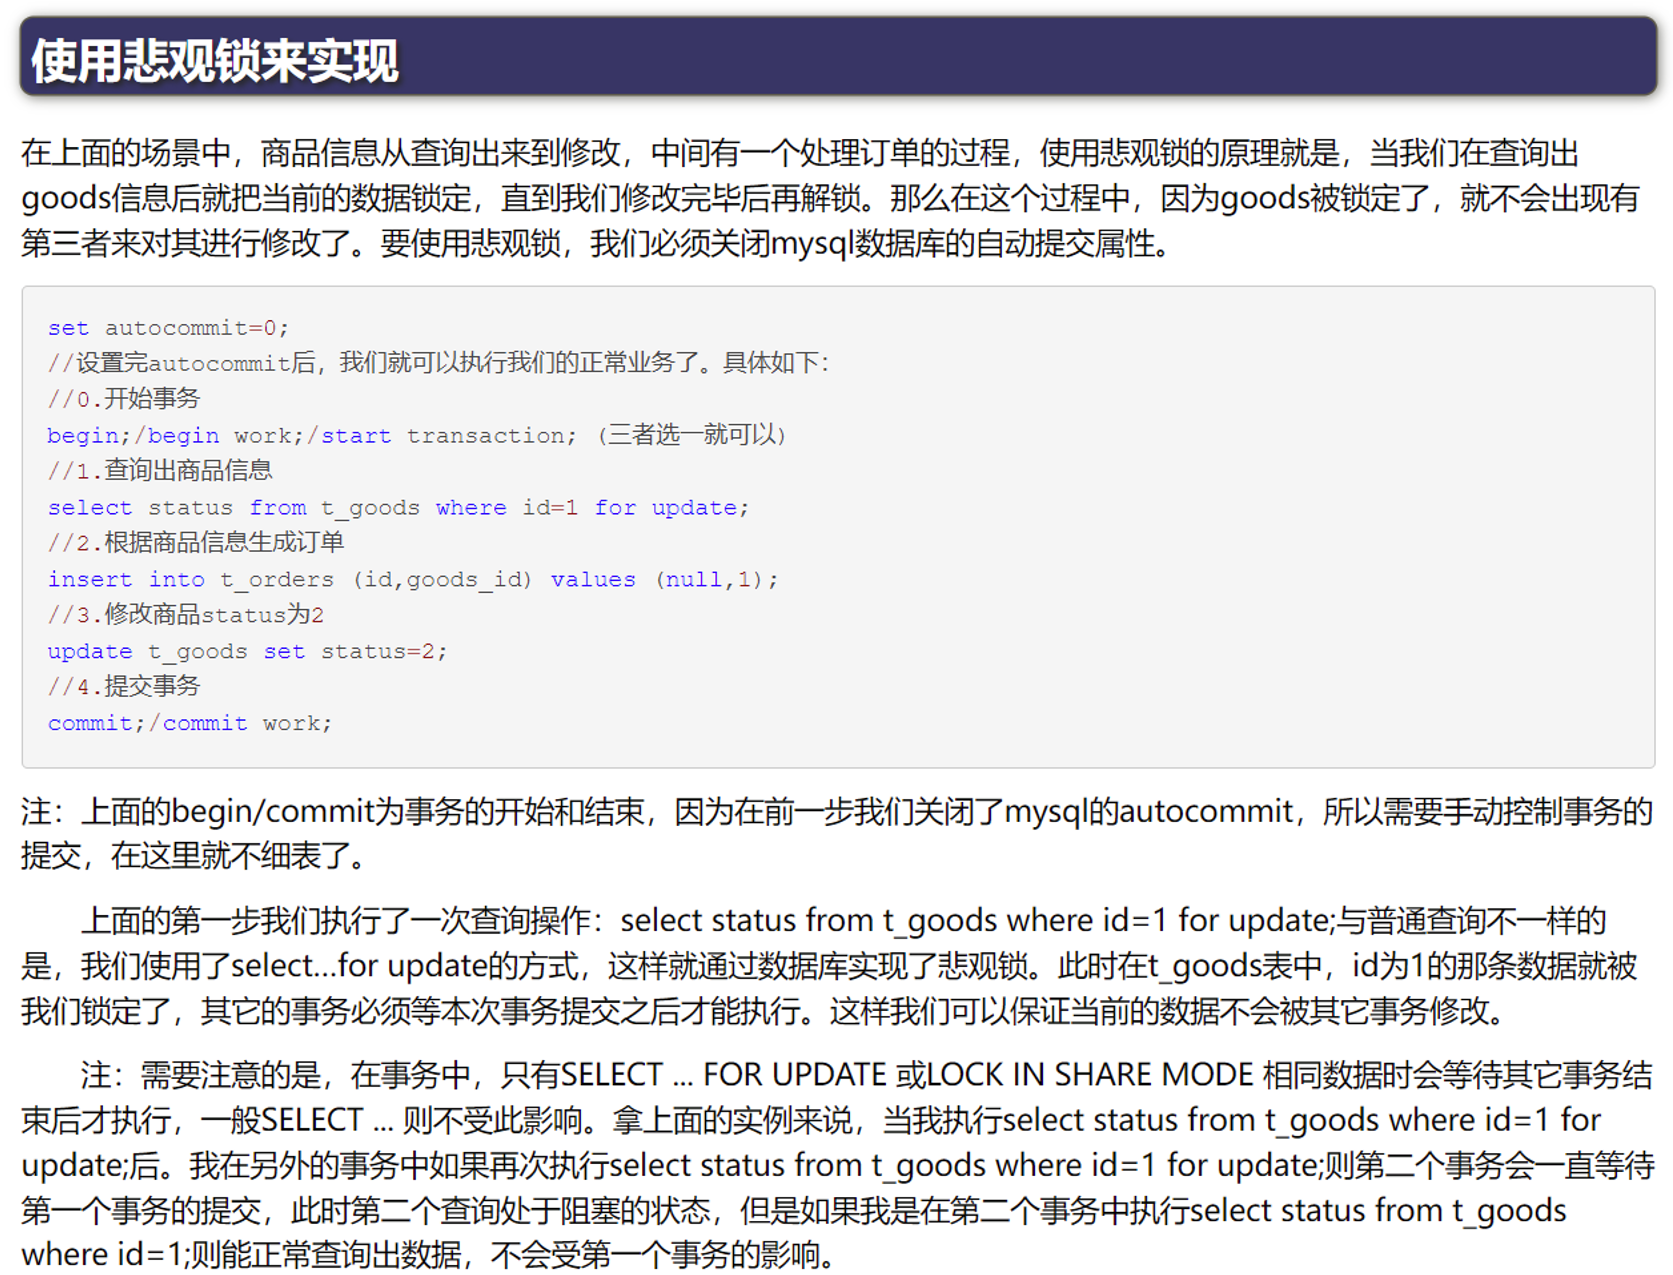 使用悲观锁来实现
在上面的场景中，商品信息从查询出来到修改，中间有一个处理订单的过程，使用悲观锁的原理就是，当我们在查询出
goods信息后就把当前的数据锁定，直到我们修改完毕后再解锁。那么在这个过程中，因为goods被锁定了，就不会出现有
第三者来对其进行修改了。要使用悲观锁，我们必须关闭mysql数据库的自动提交属性。
set autocommit=0;
//设置完autocommit后，我们就可以执行我们的正常业务了。具体如下：
//0.开始事务
begin;/begin work;/start transaction; （三者选一就可以）
//1.查询出商品信息
select status from t_goods where id=1 for update;
//2.根据商品信息生成订单
insert into t_orders (id,goods_id) values (null,1);
//3.修改商品status为2
update t_goods set status=2;
//4.提交事务
commit;/commit work;
注：上面的begin/commit为事务的开始和结束，因为在前一步我们关闭了mysql的autocommit，所以需要手动控制事务的
提交，在这里就不细表了。
上面的第一步我们执行了一次查询操作：select status from t_goods where id=1 for update;与普通查询不一样的
是，我们使用了select…for update的方式，这样就通过数据库实现了悲观锁。此时在t_goods表中，id为1的那条数据就被
我们锁定了，其它的事务必须等本次事务提交之后才能执行。这样我们可以保证当前的数据不会被其它事务修改。
注：需要注意的是，在事务中，只有SELECT ... FOR UPDATE 或LOCK IN SHARE MODE 相同数据时会等待其它事务结
束后才执行，一般SELECT ... 则不受此影响。拿上面的实例来说，当我执行select status from t_goods where id=1 for
update;后。我在另外的事务中如果再次执行select status from t_goods where id=1 for update;则第二个事务会一直等待
第一个事务的提交，此时第二个查询处于阻塞的状态，但是如果我是在第二个事务中执行select status from t_goods
where id=1;则能正常查询出数据，不会受第一个事务的影响。